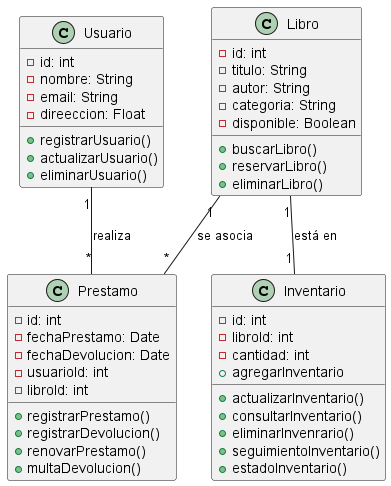 C Usuario
id: int
nombre: String
email: String
direeccion: Float
registrarUsuario()
actualizarUsuario()
eliminarUsuario()
C Libro
id: int
titulo: String
autor: String
categoria: String
disponible: Boolean
buscarLibro()
reservarLibro()
eliminarLibro()
1
realiza
*
1
se asocia
*
1
está en
1
C Prestamo
id: int
fechaPrestamo: Date
fechaDevolucion: Date
usuarioId: int
libroId: int
registrarPrestamo()
registrarDevolucion()
renovarPrestamo()
multaDevolucion()
C Inventario
id: int
libroId: int
cantidad: int
agregarInventario
actualizarInventario()
consultarInventario()
eliminarInvenrario()
seguimientoInventario()
estadoInventario()